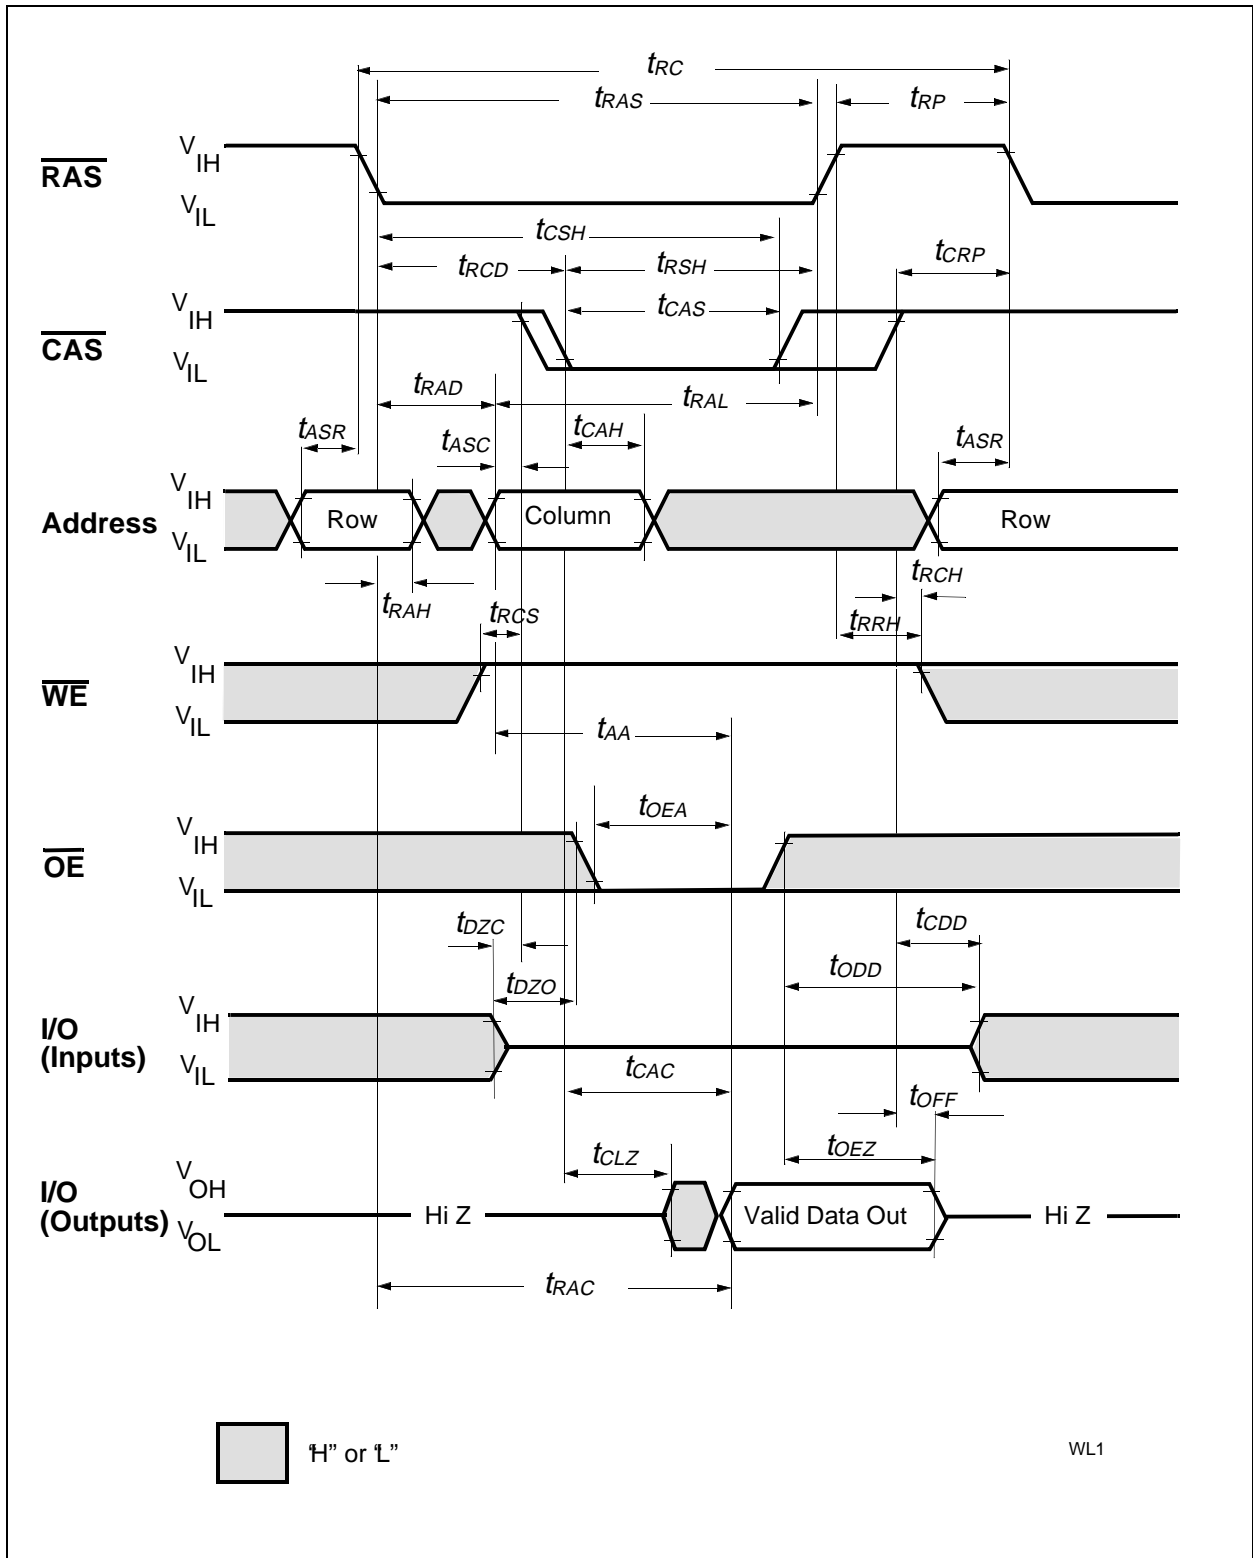 tRC
tRAS
tRP
RAS
VIH
VIL
tCSH
tRCD
tRSH
tCRP
CAS
VIH
VIL
tCAS
tRAD
tRAL
tASR
tASC
tCAH
tASR
Address
VIH
VIL
Row
Column
Row
tRAH
tRCS
tRCH
tRRH
WE
VIH
VIL
tAA
tOEA
OE
VIH
VIL
tDZC
tCDD
tDZO
tODD
I/O
(Inputs)
VIH
VIL
tCAC
tOFF
tCLZ
tOEZ
I/O
(Outputs)
VOH
VOL
Hi Z
Valid Data Out
Hi Z
tRAC
“H” or “L”
WL1